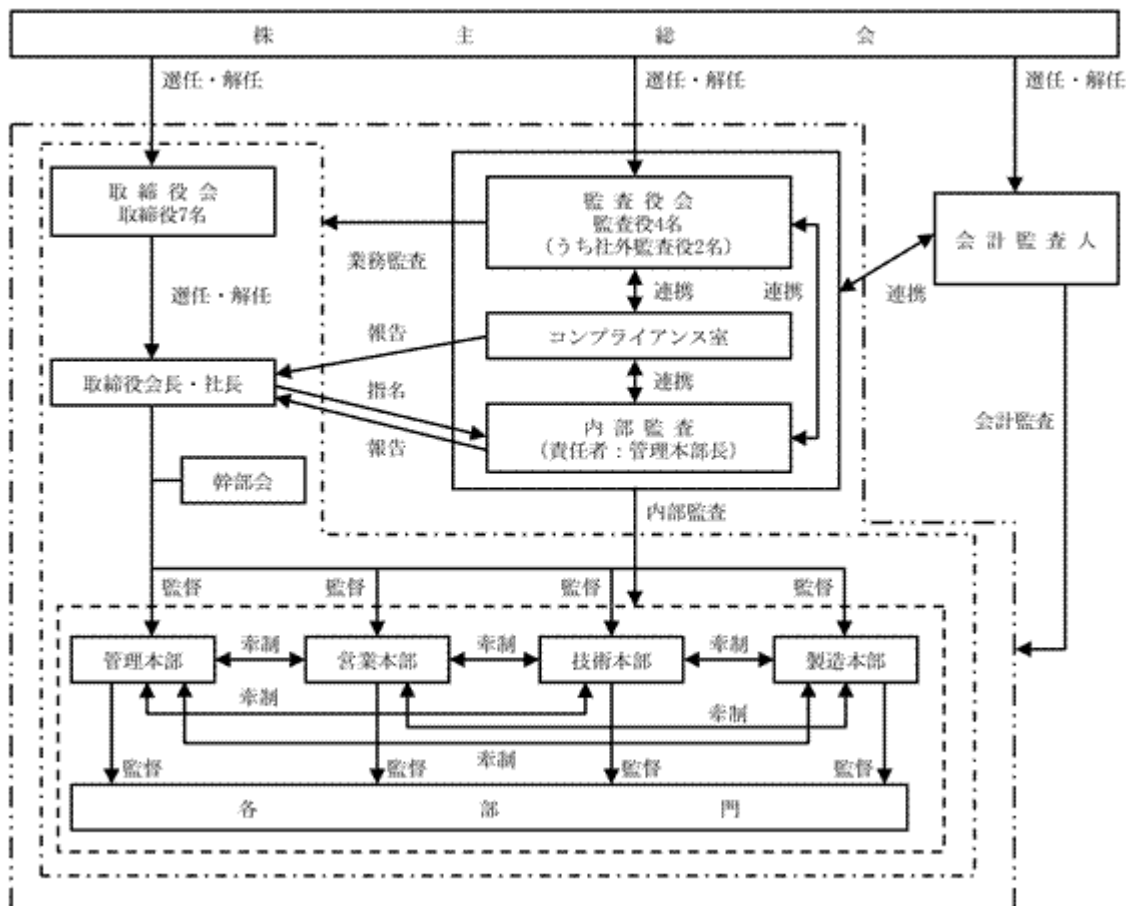 株主総会
選任・解任
選任・解任
選任・解任
取締役会
取締役7名
監査役会
監査役4名
(うち社外監査役2名)
会計監査人
業務監査
連携
連携
連携
選任・解任
報告
コンプライアンス室
取締役会長・社長
指名
連携
報告
内部監査
(責任者：管理本部長)
会計監査
幹部会
内部監査
監督
監督
監督
監督
管理本部
牽制
営業本部
牽制
技術本部
牽制
製造本部
牽制
牽制
牽制
監督
監督
監督
監督
各部門